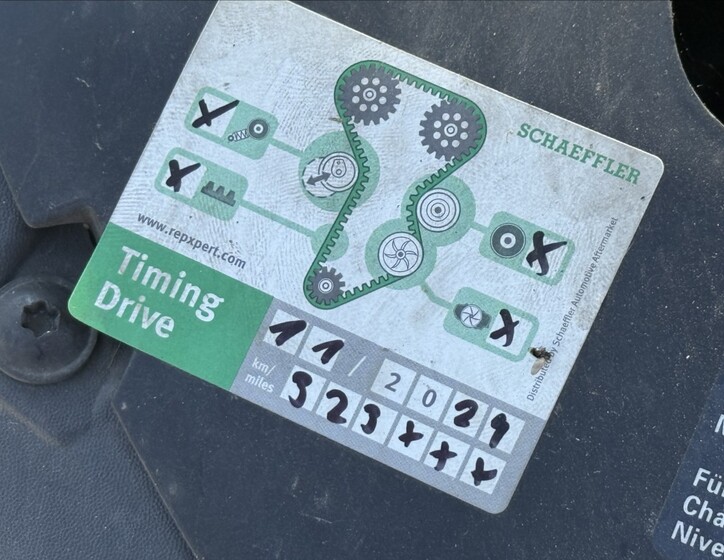 SCHAEFFLER
X
X
X
X
www.repxpert.com
Distributed by Schaeffler Automotive Aftermarket
Timing
Drive
11 / 2024
km/
miles
323xxx
Fü
Cha
Nive